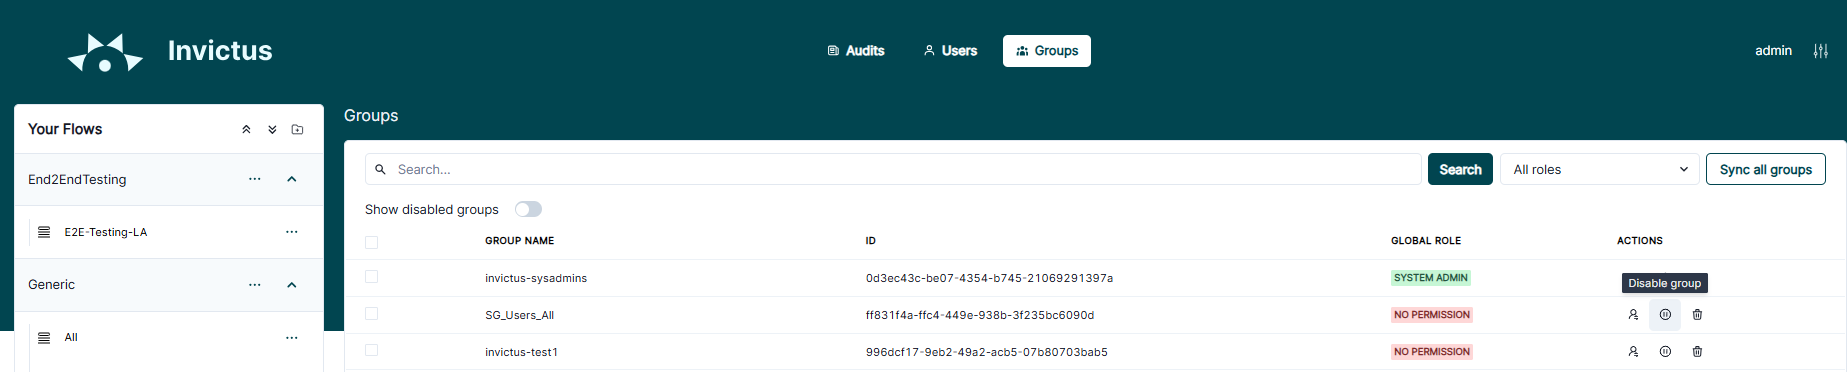 Invictus
Audits
Users
Groups
admin
Your Flows
End2EndTesting
E2E-Testing-LA
Generic
All
Groups
Search...
Search
All roles
Sync all groups
Show disabled groups
GROUP NAME ID GLOBAL ROLE ACTIONS
invictus-sysadmins 0d3ec43c-be07-4354-b745-21069291397a SYSTEM ADMIN
Disable group
SG_Users_All ff831f4a-ffc4-449e-938b-3f235bc6090d NO PERMISSION
invictus-test1 996dcf17-9eb2-49a2-acb5-07b80703bab5 NO PERMISSION